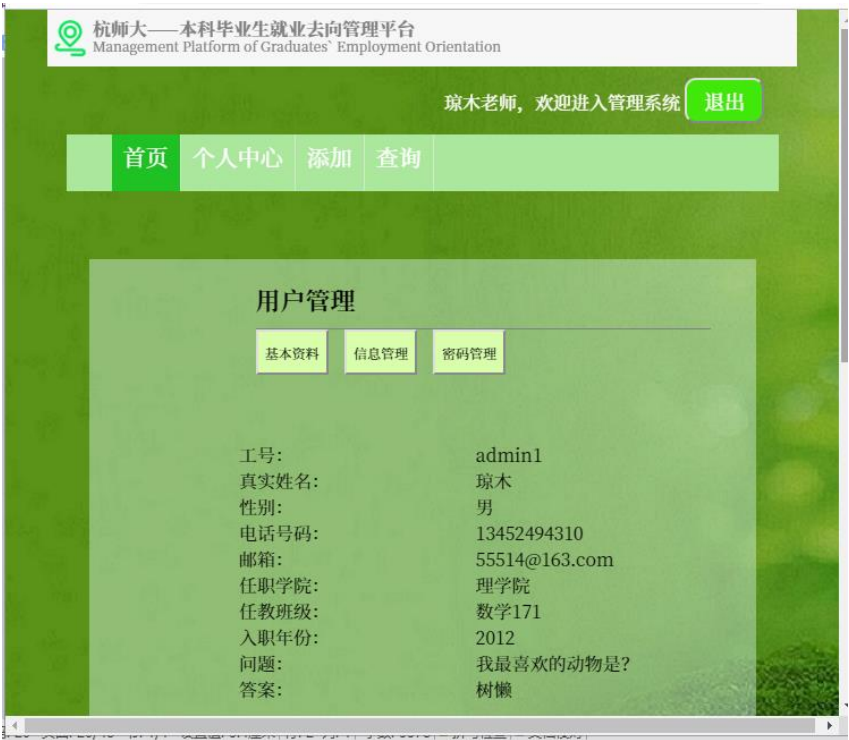 杭师大——本科毕业生就业去向管理平台
Management Platform of Graduates` Employment Orientation
琼木老师，欢迎进入管理系统 退出
首页 个人中心 添加 查询
用户管理
基本资料 信息管理 密码管理
工号： admin1
真实姓名： 琼木
性别： 男
电话号码： 13452494310
邮箱： 55514@163.com
任职学院： 理学院
任教班级： 数学171
入职年份： 2012
问题： 我最喜欢的动物是？
答案： 树懒